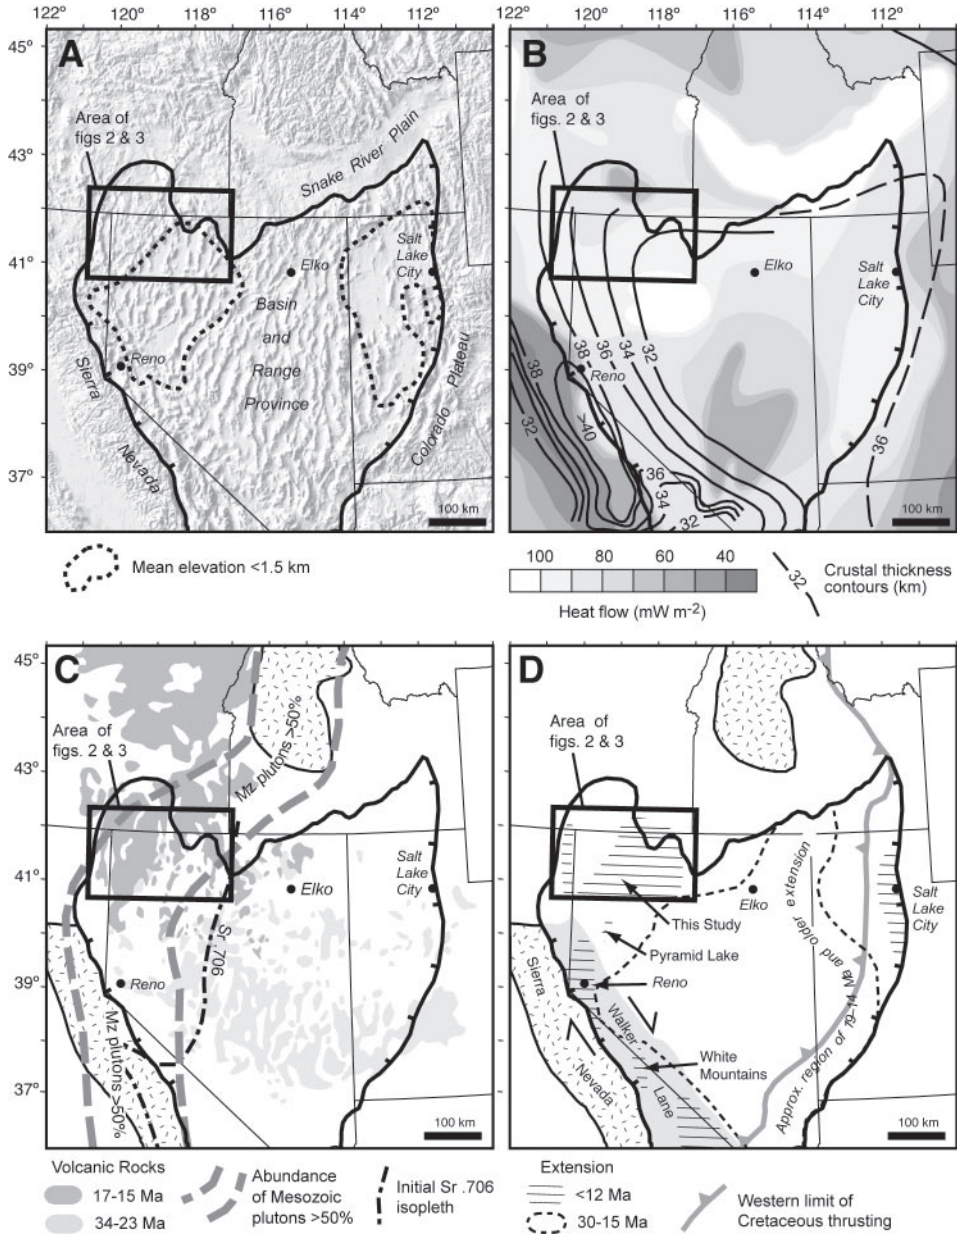 122° 120° 118° 116° 114° 112°
122° 120° 118° 116° 114° 112°
45°
43°
41°
39°
37°
A
Area of
figs 2 & 3
Snake River Plain
Elko
Salt
Lake
City
Basin
and
Range
Province
Reno
Sierra
Nevada
Colorado Plateau
100 km
Mean elevation <1.5 km
B
Area of
figs 2 & 3
Elko
Salt
Lake
City
Reno
38
36
34
32
38
32
>40
36
34
32
36
100 km
100 80 60 40
Heat flow (mW m-2)
32
Crustal thickness
contours (km)
45°
43°
41°
39°
37°
C
Area of
figs. 2 & 3
Mz plutons >50%
Salt
Lake
City
Elko
Sr .706
Reno
Mz plutons >50%
100 km
Volcanic Rocks
17-15 Ma
34-23 Ma
Abundance
of Mesozoic
plutons >50%
Initial Sr .706
isopleth
D
Area of
figs. 2 & 3
Elko
Salt
Lake
City
This Study
Pyramid Lake
Reno
Sierra
Nevada
Walker
Lane
White
Mountains
Approx. region of 19-14 Ma and older extension
100 km
Extension
<12 Ma
30-15 Ma
Western limit of
Cretaceous thrusting